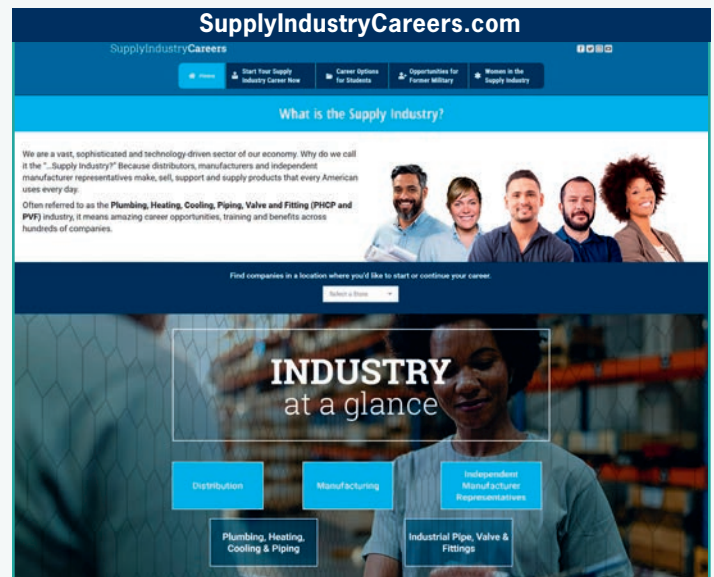 SupplyIndustryCareers.com
SupplyIndustryCareers
Home
Start Your Supply
Industry Career Now
Career Options
for Students
Opportunities for
Former Military
Women in the
Supply Industry
What is the Supply Industry?
We are a vast, sophisticated and technology-driven sector of our economy. Why do we call
it the "...Supply Industry?" Because distributors, manufacturers and independent
manufacturer representatives make, sell, support and supply products that every American
uses every day.
Often referred to as the Plumbing, Heating, Cooling, Piping, Valve and Fitting (PHCP and
PVF) industry, it means amazing career opportunities, training and benefits across
hundreds of companies.
Find companies in a location where you'd like to start or continue your career.
Select a State
INDUSTRY
at a glance
Distribution
Manufacturing
Independent
Manufacturer
Representatives
Plumbing, Heating,
Cooling & Piping
Industrial Pipe, Valve &
Fittings